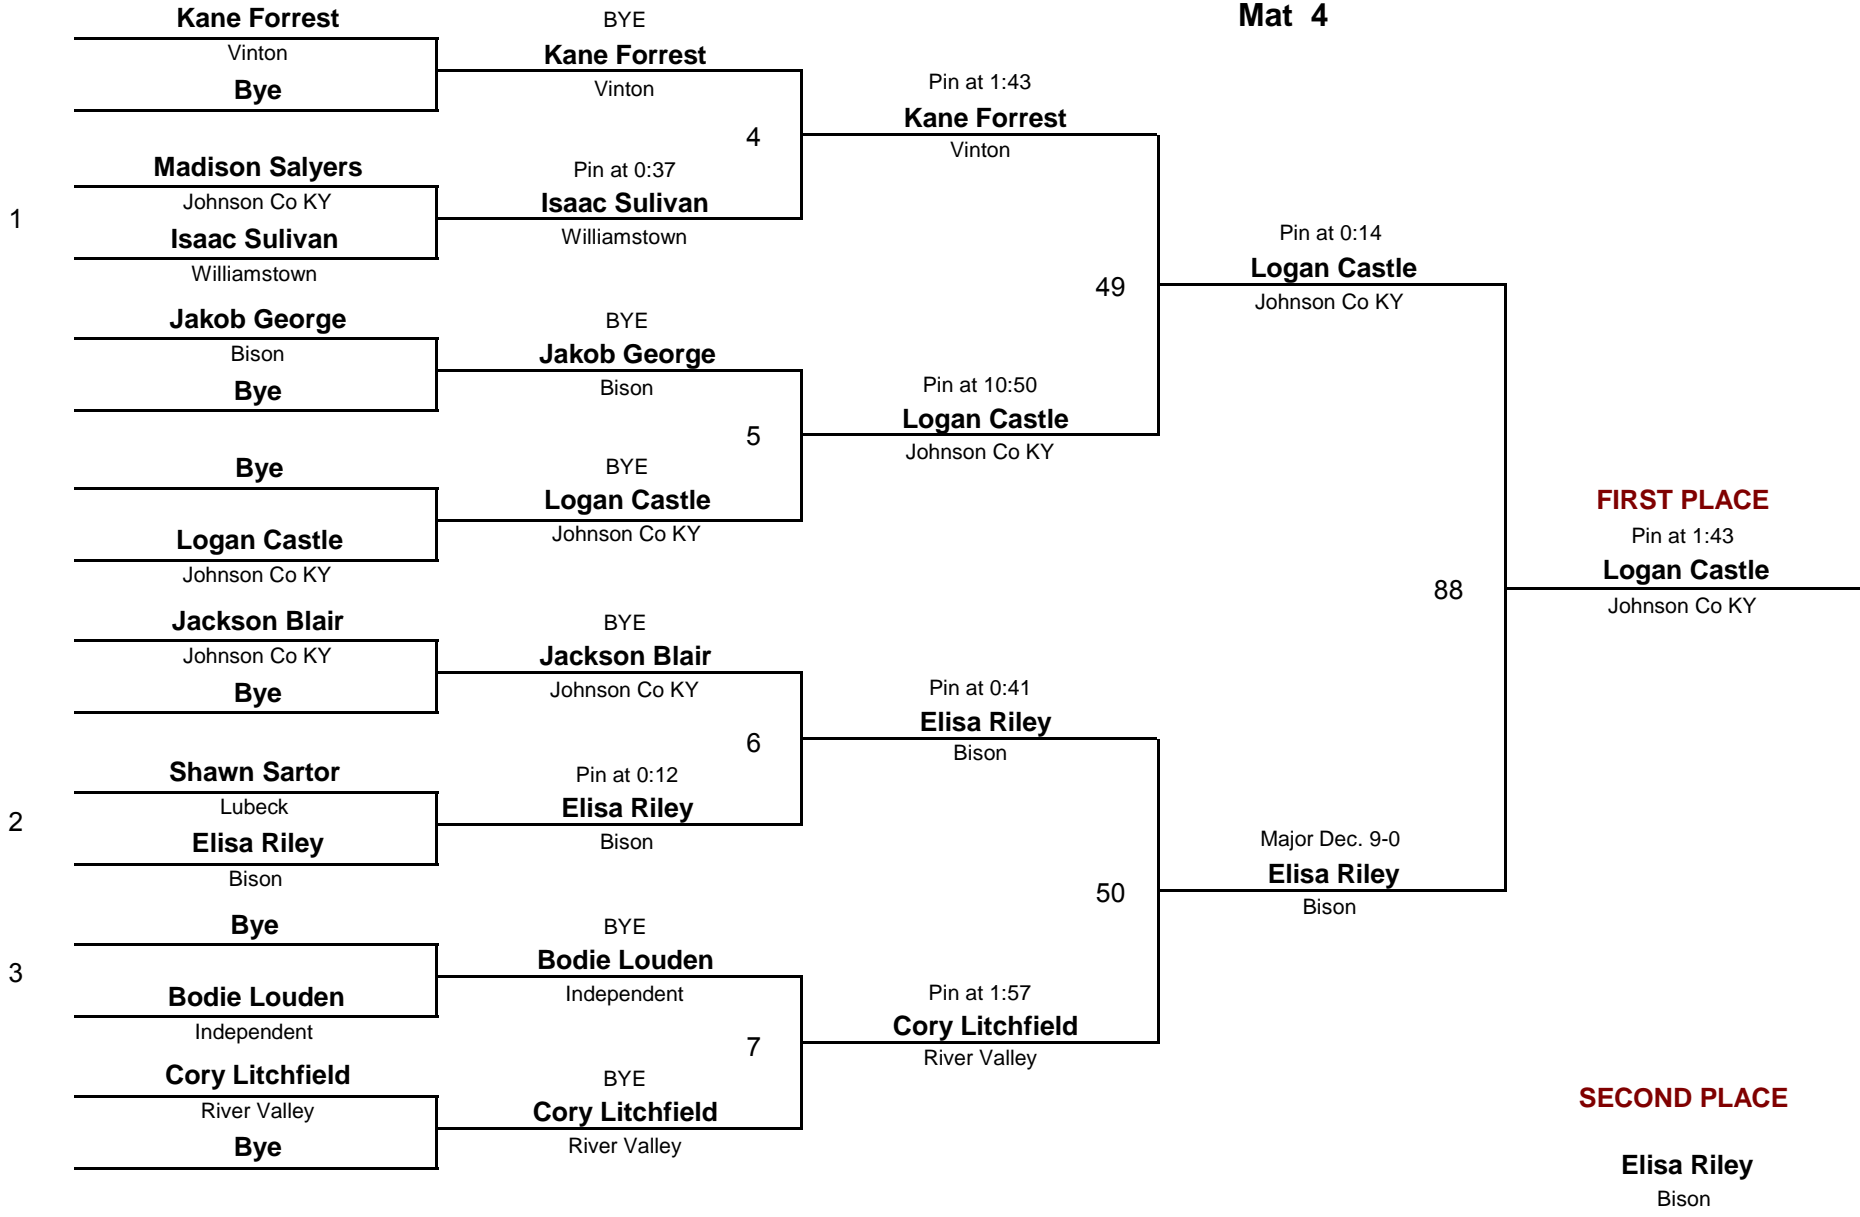 Mat 4
Kane Forrest
Vinton
Bye
1
Madison Salyers
Johnson Co KY
Isaac Sulivan
Williamstown
Jakob George
Bison
Bye
Bye
Logan Castle
Johnson Co KY
Jackson Blair
Johnson Co KY
Bye
2
Shawn Sartor
Lubeck
Elisa Riley
Bison
3
Bye
Bodie Louden
Independent
Cory Litchfield
River Valley
Bye
BYE
Kane Forrest
Vinton
4
Pin at 0:37
Isaac Sulivan
Williamstown
BYE
Jakob George
Bison
5
BYE
Logan Castle
Johnson Co KY
BYE
Jackson Blair
Johnson Co KY
6
Pin at 0:12
Elisa Riley
Bison
BYE
Bodie Louden
Independent
7
BYE
Cory Litchfield
River Valley
Pin at 1:43
Kane Forrest
Vinton
49
Pin at 10:50
Logan Castle
Johnson Co KY
Pin at 0:41
Elisa Riley
Bison
50
Pin at 1:57
Cory Litchfield
River Valley
Pin at 0:14
Logan Castle
Johnson Co KY
88
Major Dec. 9-0
Elisa Riley
Bison
FIRST PLACE
Pin at 1:43
Logan Castle
Johnson Co KY
SECOND PLACE
Elisa Riley
Bison